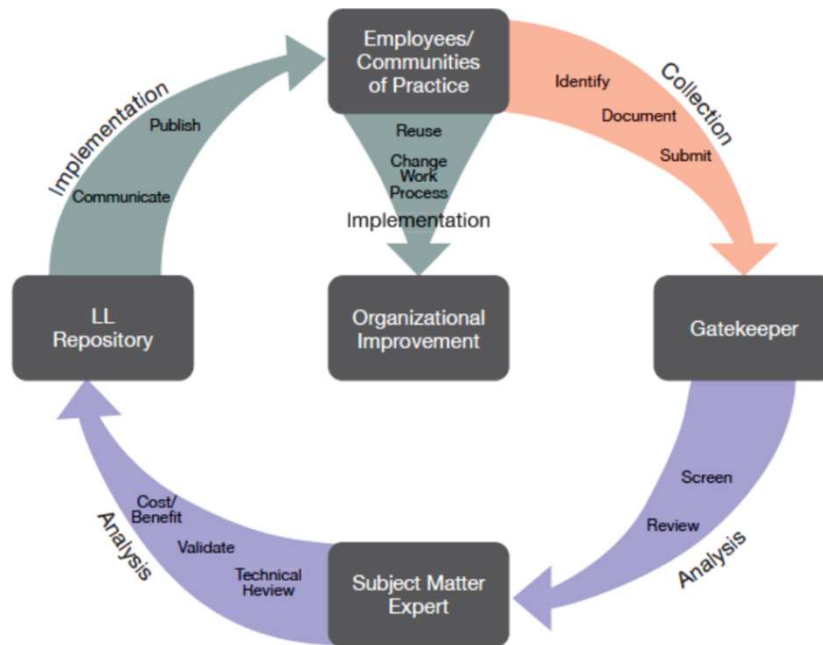 Employees/
Communities
of Practice
Implementation
Publish
Communicate
Collection
Identify
Document
Submit
Reuse
Change
Work
Process
Implementation
LL
Repository
Organizational
Improvement
Gatekeeper
Screen
Review
Analysis
Cost/
Benefit
Validate
Technical
Review
Analysis
Subject Matter
Expert